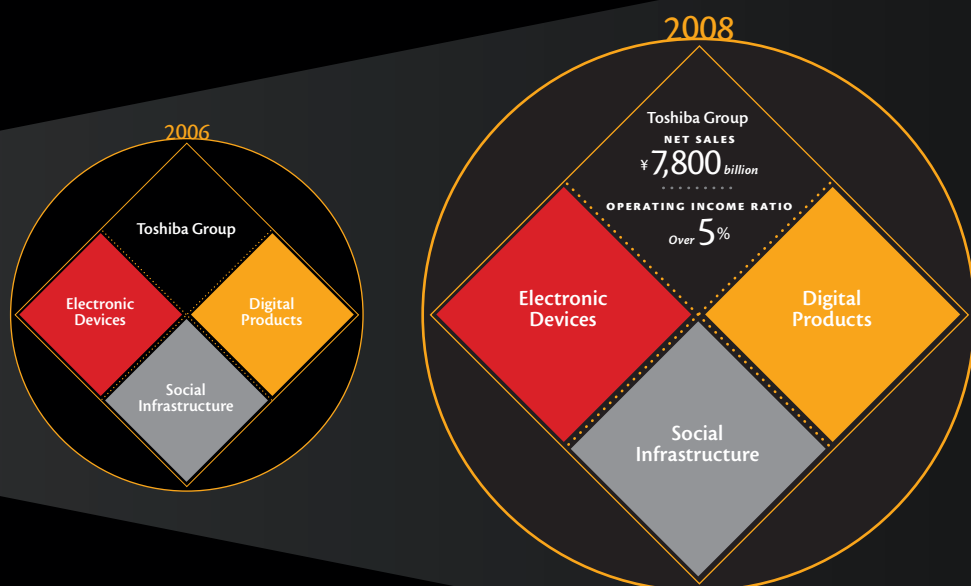 2006
Toshiba Group
Electronic
Devices
Digital
Products
Social
Infrastructure
2008
Toshiba Group
NET SALES
¥7,800 billion
OPERATING INCOME RATIO
Over 5%
Electronic
Devices
Digital
Products
Social
Infrastructure